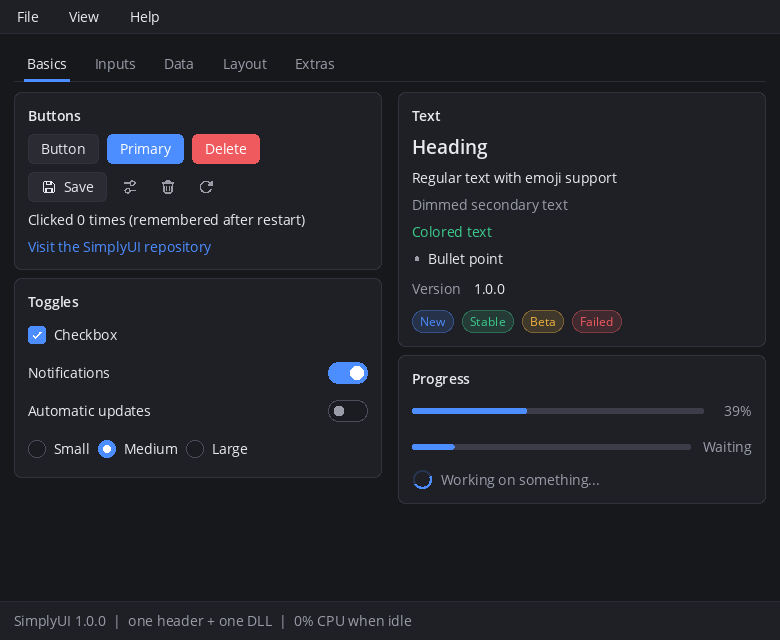 File View Help
Basics Inputs Data Layout Extras
Buttons
Button Primary Delete
Save
Clicked 0 times (remembered after restart)
Visit the SimplyUI repository
Toggles
Checkbox
Notifications
Automatic updates
Small Medium Large
Text
Heading
Regular text with emoji support
Dimmed secondary text
Colored text
• Bullet point
Version 1.0.0
New Stable Beta Failed
Progress
39%
Waiting
Working on something...
SimplyUI 1.0.0 | one header + one DLL | 0% CPU when idle